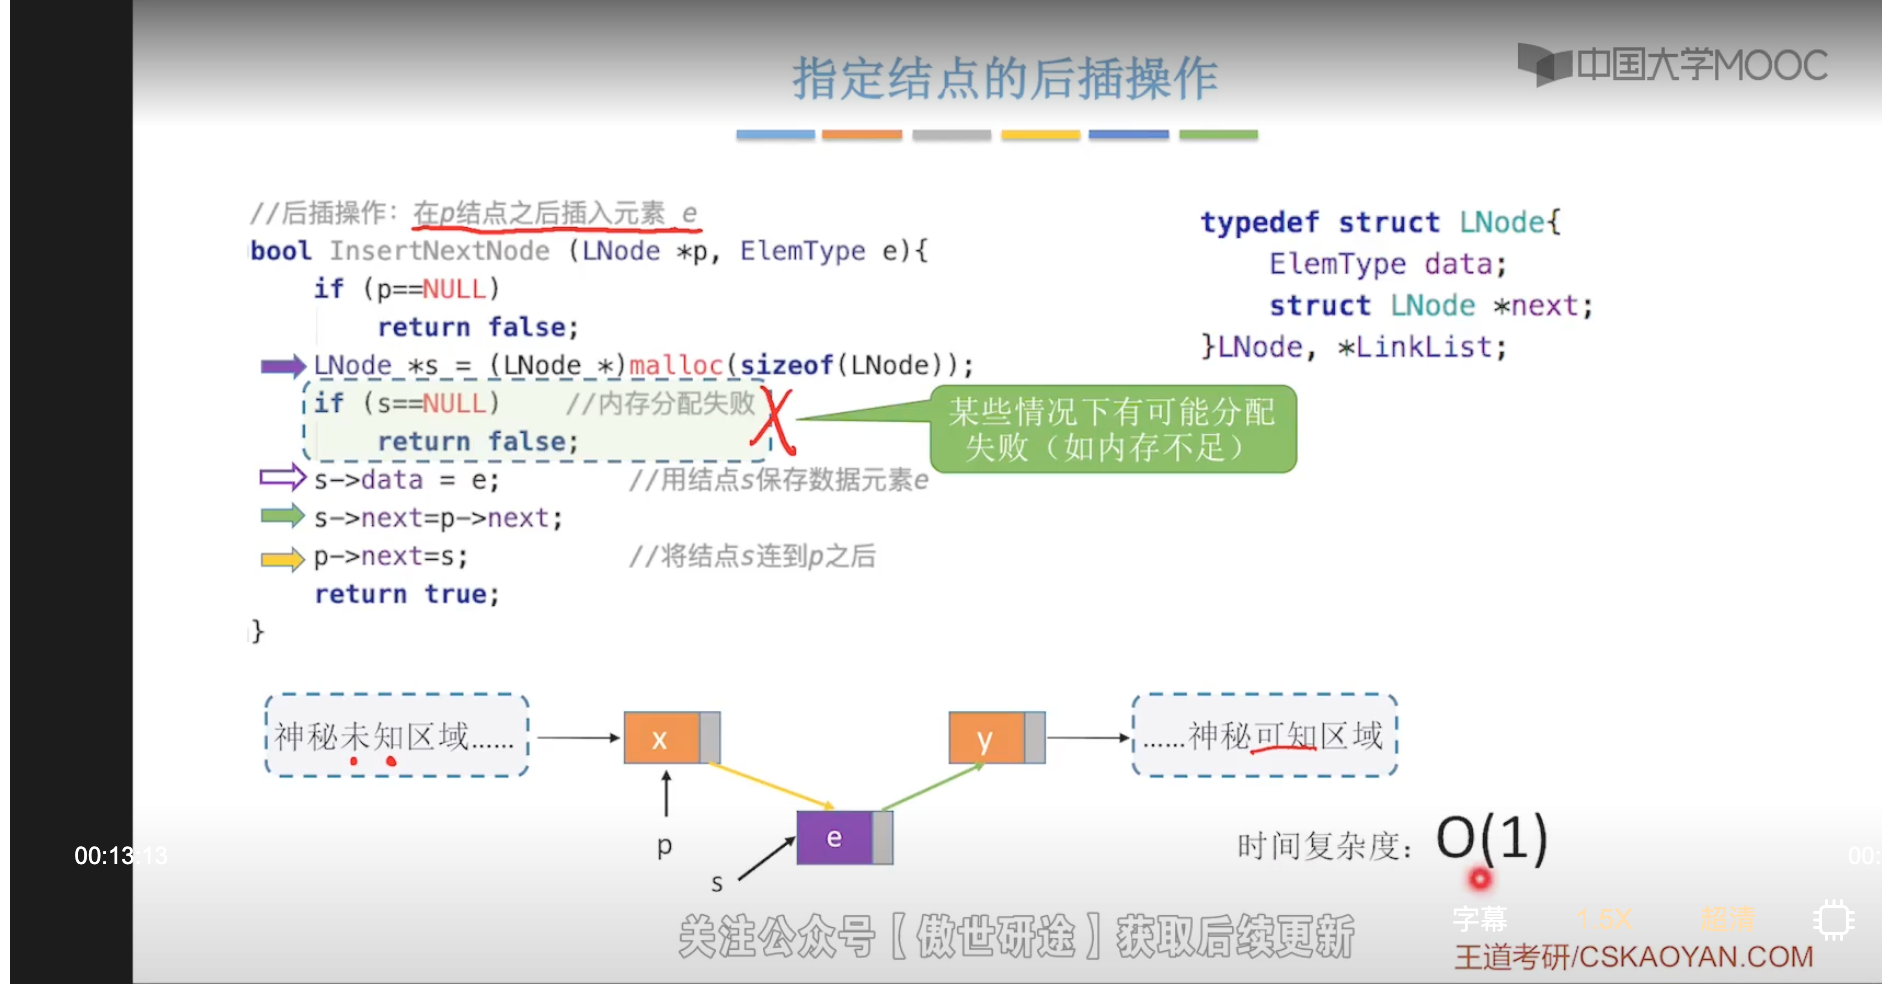 指定结点的后插操作
中国大学MOOC
//后插操作：在p结点之后插入元素 e
bool InsertNextNode (LNode *p, ElemType e){
if (p==NULL)
return false;
LNode *s = (LNode *)malloc(sizeof(LNode));
if (s==NULL) //内存分配失败
return false;
s->data = e; //用结点s保存数据元素e
s->next=p->next;
p->next=s; //将结点s连到p之后
return true;
}
typedef struct LNode{
ElemType data;
struct LNode *next;
}LNode, *LinkList;
某些情况下有可能分配
失败（如内存不足）
神秘未知区域......
x
y
......神秘可知区域
p
e
s
时间复杂度：O(1)
00:13:13
00:
字幕
1.5X
超清
关注公众号【傲世研途】获取后续更新
王道考研/CSKAOYAN.COM